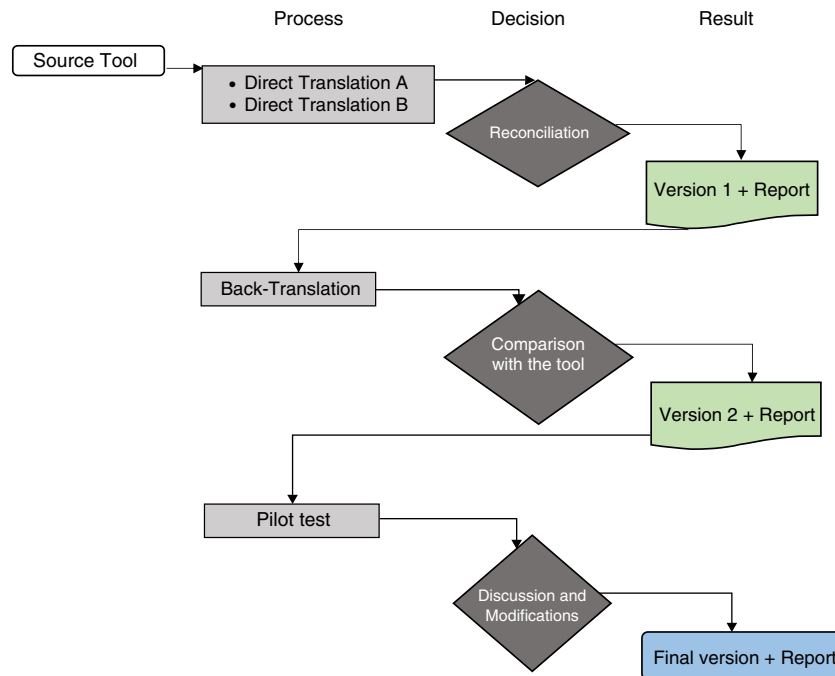 Process Decision Result
Source Tool
• Direct Translation A
• Direct Translation B
Reconciliation
Version 1 + Report
Back-Translation
Comparison
with the tool
Version 2 + Report
Pilot test
Discussion and
Modifications
Final version + Report